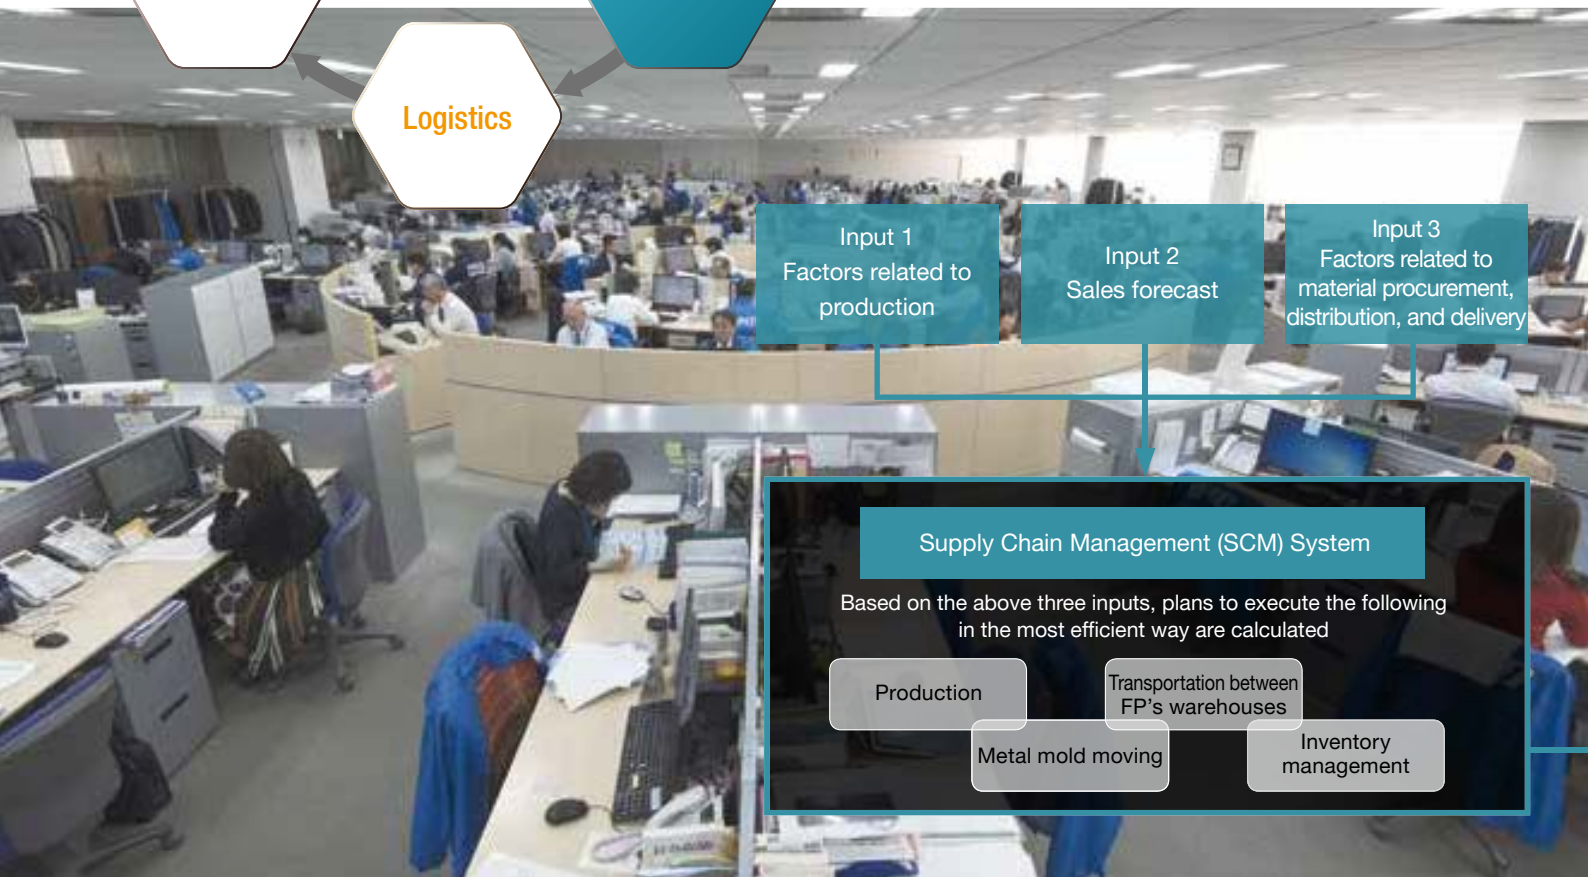 Logistics
Input 1
Factors related to
production
Input 2
Sales forecast
Input 3
Factors related to
material procurement,
distribution, and delivery
Supply Chain Management (SCM) System
Based on the above three inputs, plans to execute the following
in the most efficient way are calculated
Production
Transportation between
FP's warehouses
Metal mold moving
Inventory
management